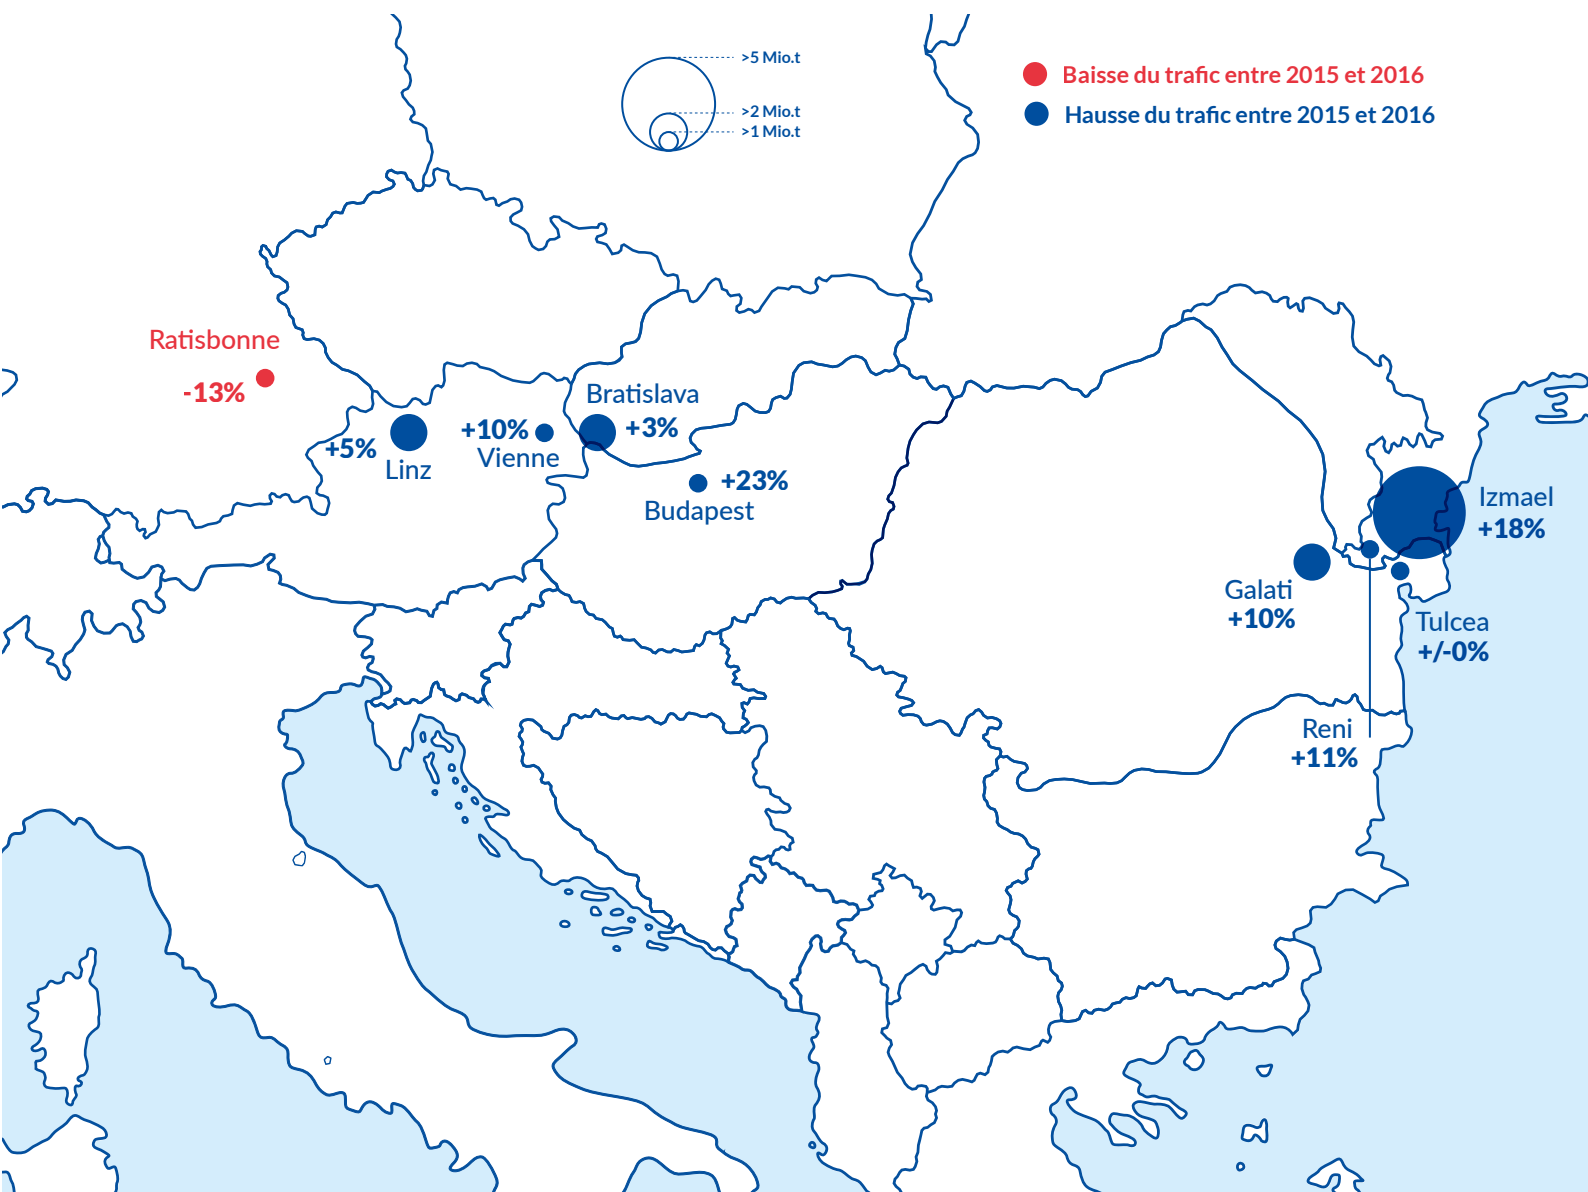 >5 Mio.t
>2 Mio.t
>1 Mio.t
Baisse du trafic entre 2015 et 2016
Hausse du trafic entre 2015 et 2016
Ratisbonne
-13%
+5%
Linz
+10%
Vienne
Bratislava
+3%
+23%
Budapest
Izmael
+18%
Galati
+10%
Tulcea
+/-0%
Reni
+11%